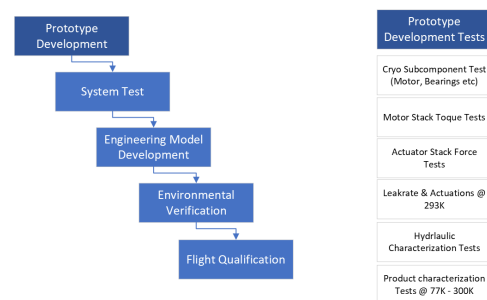 Prototype
Development
System Test
Engineering Model
Development
Environmental
Verification
Flight Qualification
Prototype
Development Tests
Cryo Subcomponent Test
(Motor, Bearings etc)
Motor Stack Toque Tests
Actuator Stack Force
Tests
Leakrate & Actuations @
293K
Hydrlaulic
Characterization Tests
Product characterization
Tests @ 77K - 300K